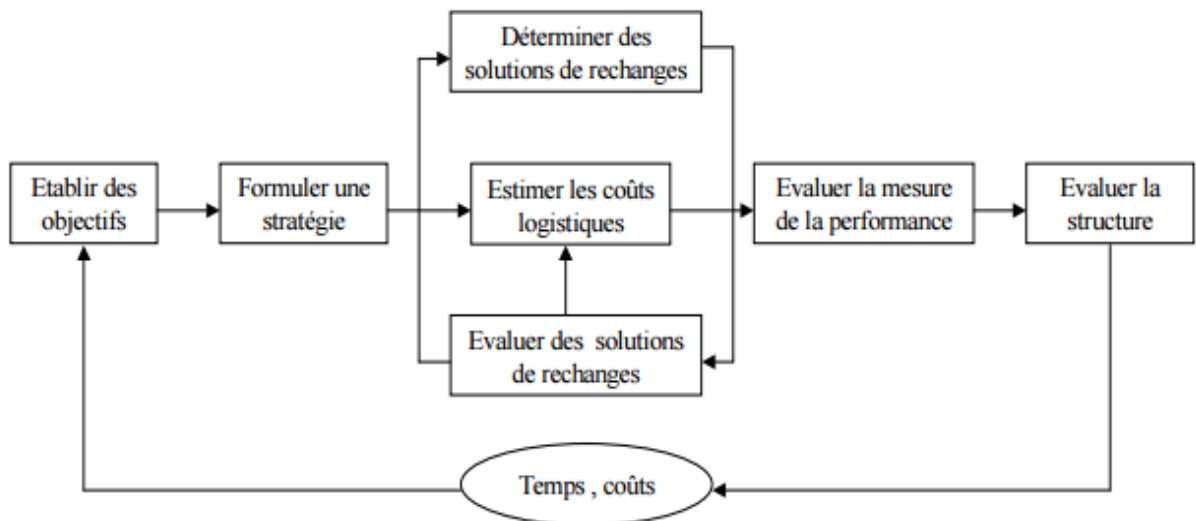 Déterminer des
solutions de rechanges
Etablir des
objectifs
Formuler une
stratégie
Estimer les coûts
logistiques
Evaluer la mesure
de la performance
Evaluer la
structure
Evaluer des solutions
de rechanges
Temps , coûts